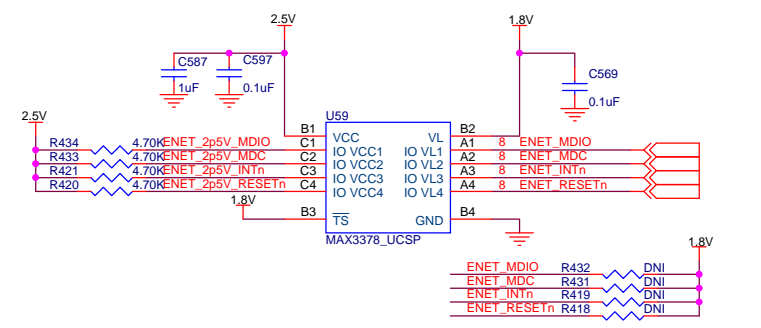 2.5V
1.8V
C587
C597
C569
1uF
0.1uF
0.1uF
2.5V
U59
B1 VCC VL B2
R434 4.70K ENET_2p5V_MDIO C1 IO VCC1 IO VL1 A1 8 ENET_MDIO
R433 4.70K ENET_2p5V_MDC C2 IO VCC2 IO VL2 A2 8 ENET_MDC
R421 4.70K ENET_2p5V_INTn C3 IO VCC3 IO VL3 A3 8 ENET_INTn
R420 4.70K ENET_2p5V_RESETn C4 IO VCC4 IO VL4 A4 8 ENET_RESETn
1.8V
B3 TS GND B4
MAX3378_UCSP
1.8V
ENET_MDIO R432 DNI
ENET_MDC R431 DNI
ENET_INTn R419 DNI
ENET_RESETn R418 DNI